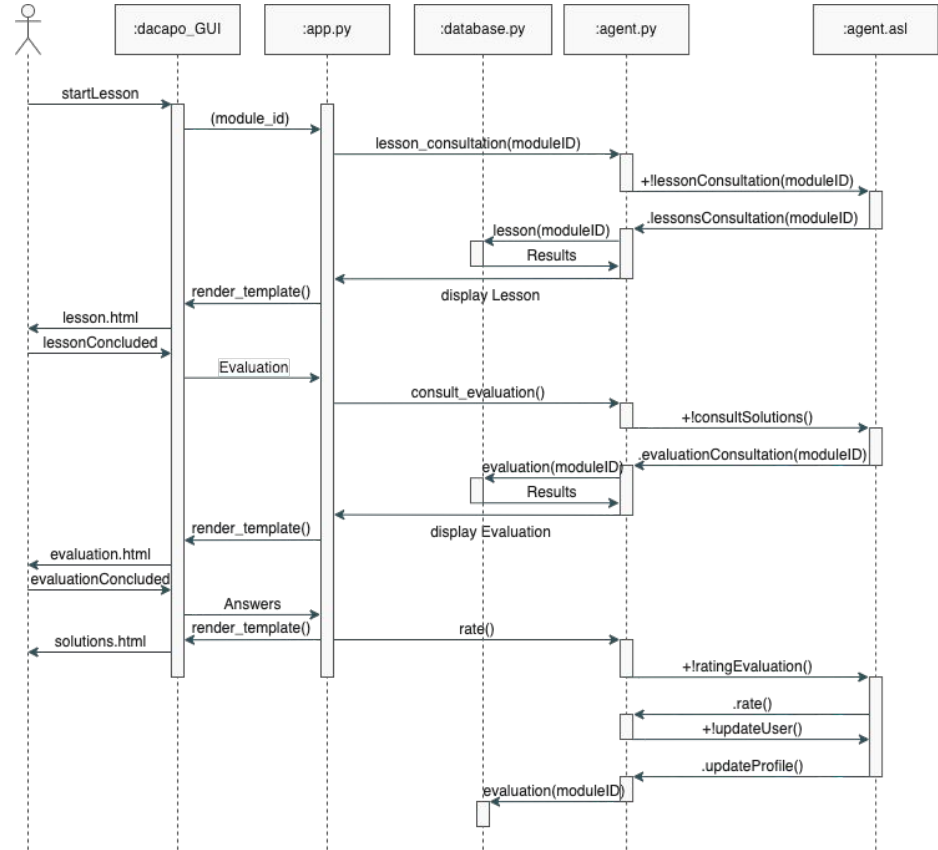 :dacapo_GUI
:app.py
:database.py
:agent.py
:agent.asl
startLesson
(module_id)
lesson_consultation(moduleID)
+!lessonConsultation(moduleID)
.lessonsConsultation(moduleID)
lesson(moduleID)
Results
render_template()
display Lesson
lesson.html
lessonConcluded
Evaluation
consult_evaluation()
+!consultSolutions()
.evaluationConsultation(moduleID)
evaluation(moduleID)
Results
render_template()
display Evaluation
evaluation.html
evaluationConcluded
Answers
render_template()
rate()
solutions.html
+!ratingEvaluation()
.rate()
+!updateUser()
.updateProfile()
evaluation(moduleID)